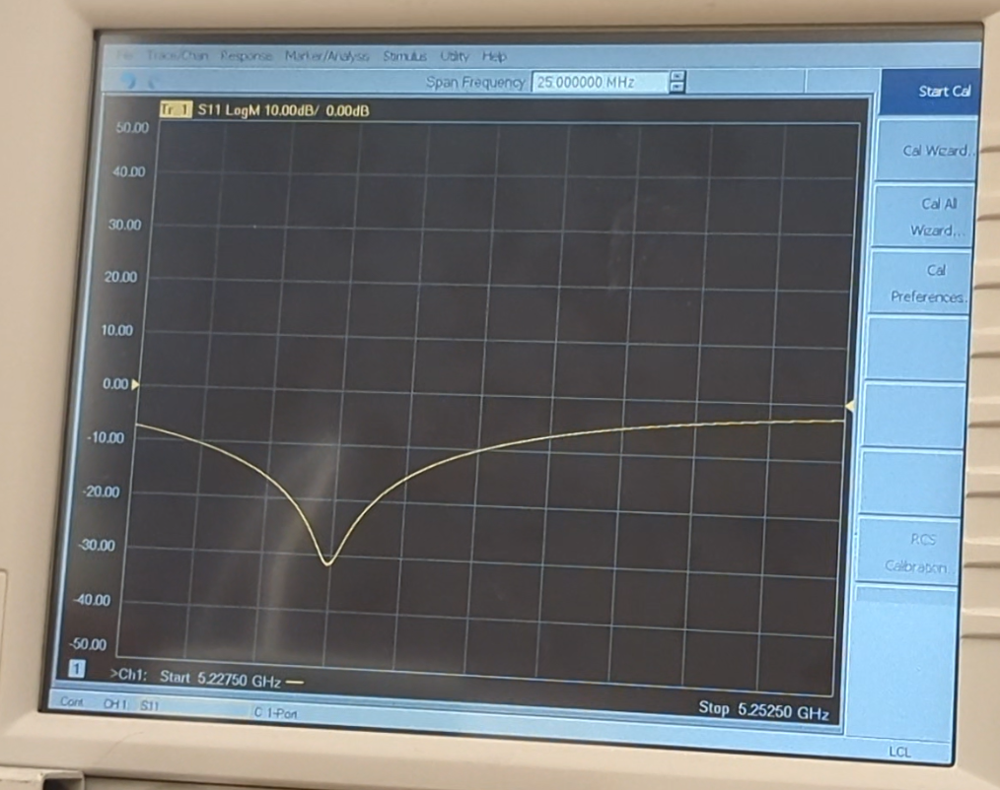 File Trace/Chan Response Marker/Analysis Stimulus Utility Help
Span Frequency 25.000000 MHz
Start Cal
Tr 1 S11 LogM 10.00dB/ 0.00dB
50.00
40.00
30.00
20.00
10.00
0.00
-10.00
-20.00
-30.00
-40.00
-50.00
Cal Wizard...
Cal All
Wizard...
Cal
Preferences.
RCS
Calibration.
1 >Ch1: Start 5.22750 GHz
Stop 5.25250 GHz
Cont. CH 1: S11 C 1-Port
LCL